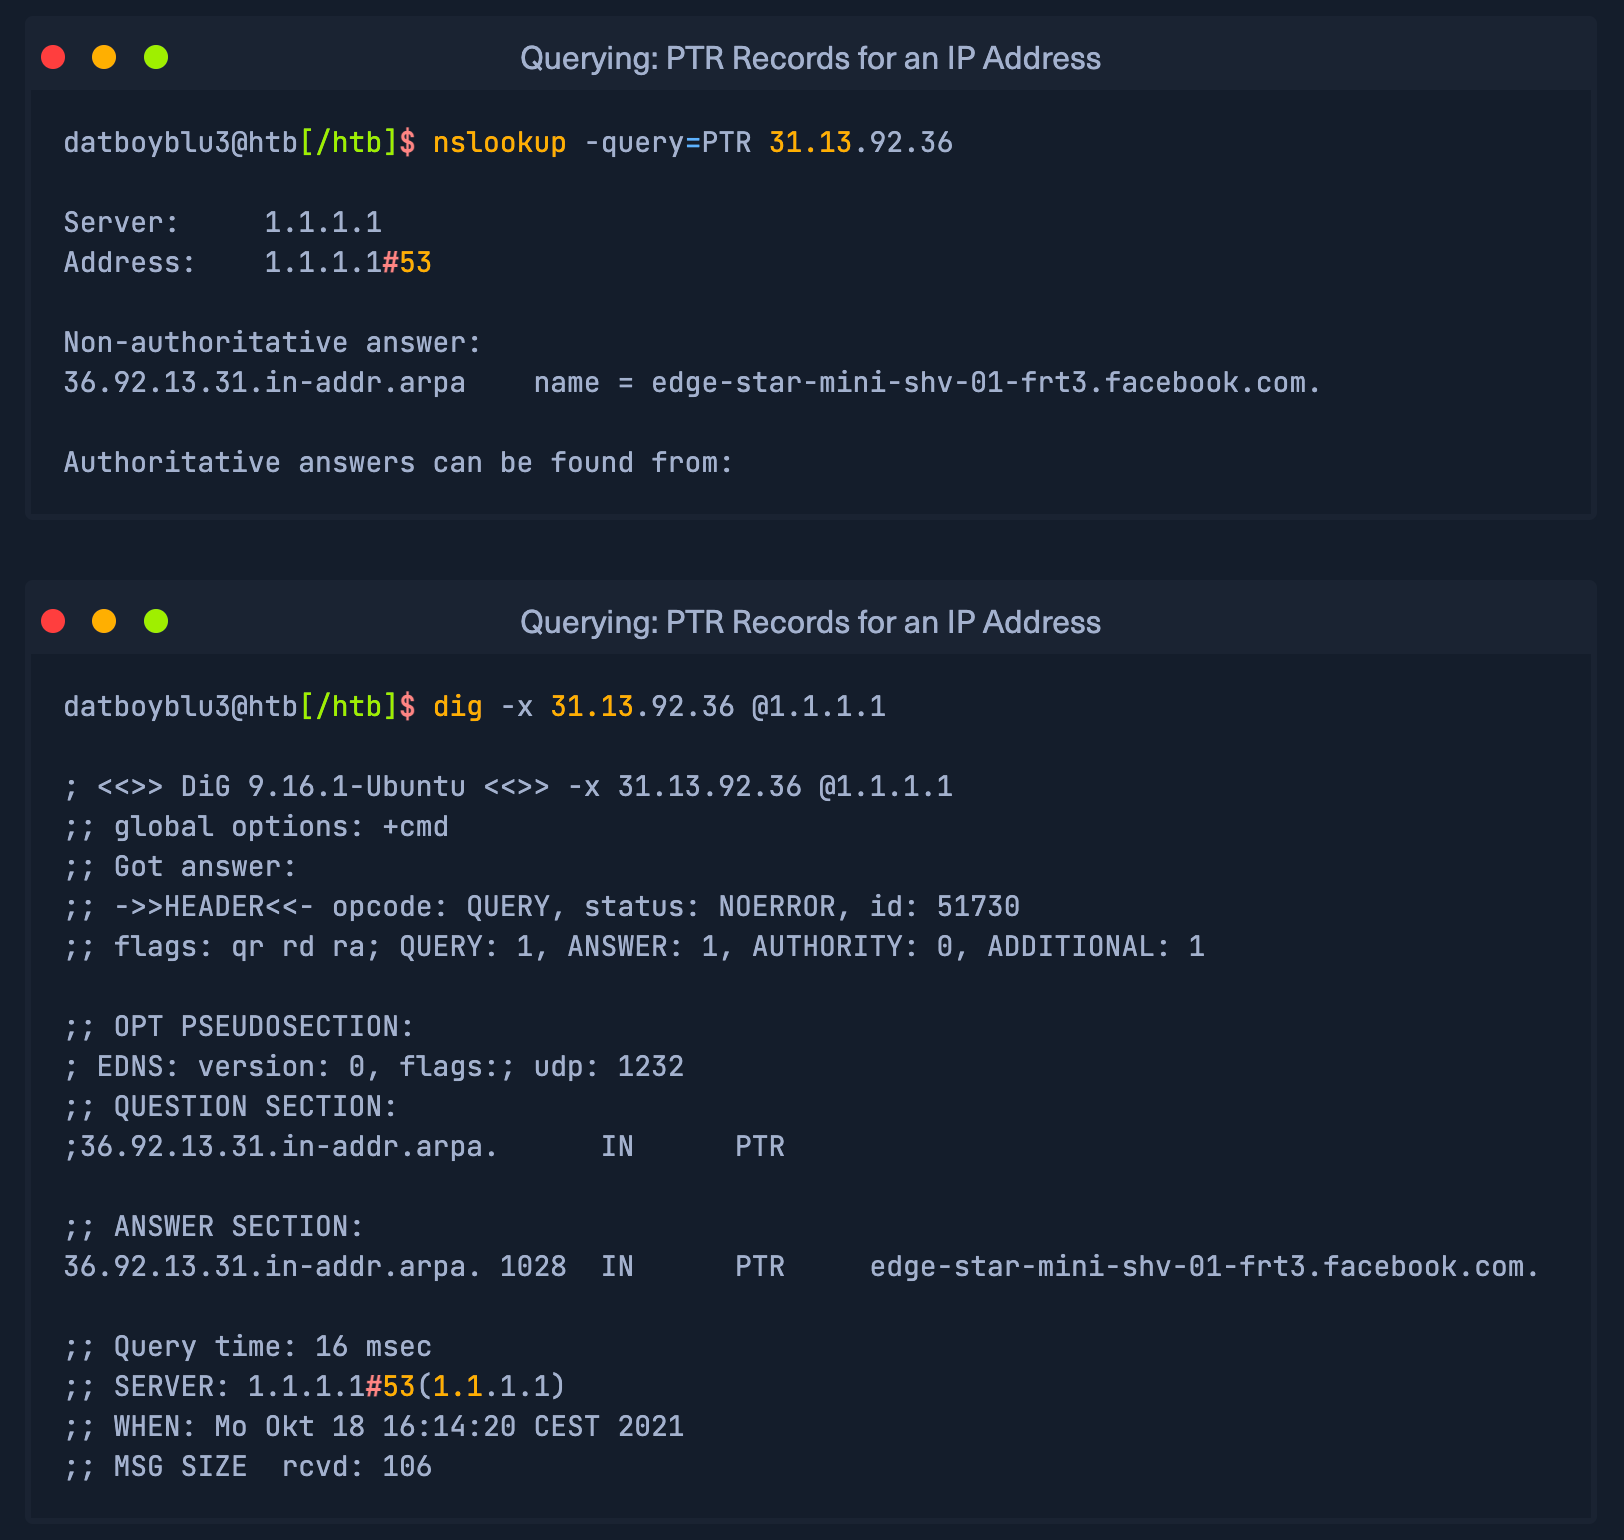 Querying: PTR Records for an IP Address
datboyblu3@htb[/htb]$ nslookup -query=PTR 31.13.92.36
Server:     1.1.1.1
Address:    1.1.1.1#53
Non-authoritative answer:
36.92.13.31.in-addr.arpa    name = edge-star-mini-shv-01-frt3.facebook.com.
Authoritative answers can be found from:
Querying: PTR Records for an IP Address
datboyblu3@htb[/htb]$ dig -x 31.13.92.36 @1.1.1.1
; <<>> DiG 9.16.1-Ubuntu <<>> -x 31.13.92.36 @1.1.1.1
;; global options: +cmd
;; Got answer:
;; ->>HEADER<<- opcode: QUERY, status: NOERROR, id: 51730
;; flags: qr rd ra; QUERY: 1, ANSWER: 1, AUTHORITY: 0, ADDITIONAL: 1
;; OPT PSEUDOSECTION:
; EDNS: version: 0, flags:; udp: 1232
;; QUESTION SECTION:
;36.92.13.31.in-addr.arpa.      IN      PTR
;; ANSWER SECTION:
36.92.13.31.in-addr.arpa. 1028  IN      PTR     edge-star-mini-shv-01-frt3.facebook.com.
;; Query time: 16 msec
;; SERVER: 1.1.1.1#53(1.1.1.1)
;; WHEN: Mo Okt 18 16:14:20 CEST 2021
;; MSG SIZE  rcvd: 106